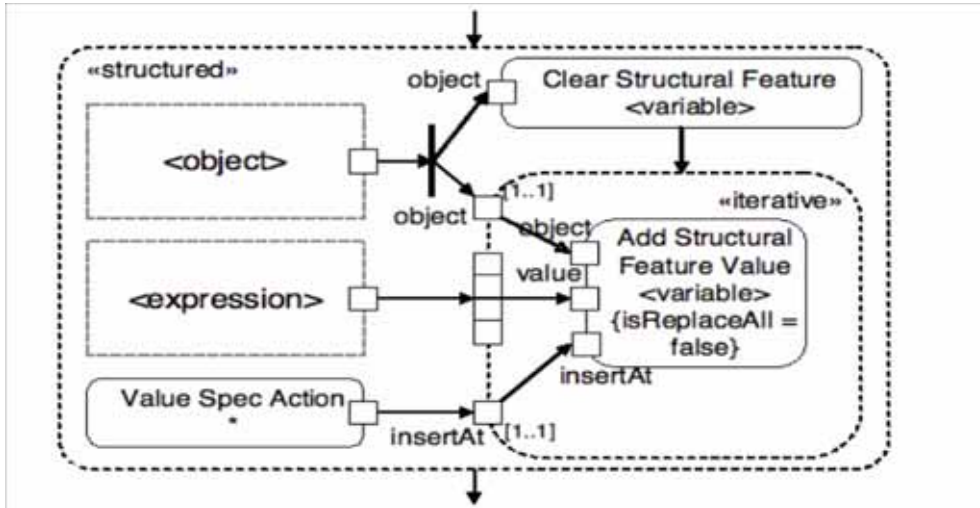 «structured»
object
Clear Structural Feature
<variable>
<object>
[1..1]
object
«iterative»
object
Add Structural
Feature Value
<variable>
{isReplaceAll =
false}
value
<expression>
insertAt
Value Spec Action
*
insertAt
[1..1]